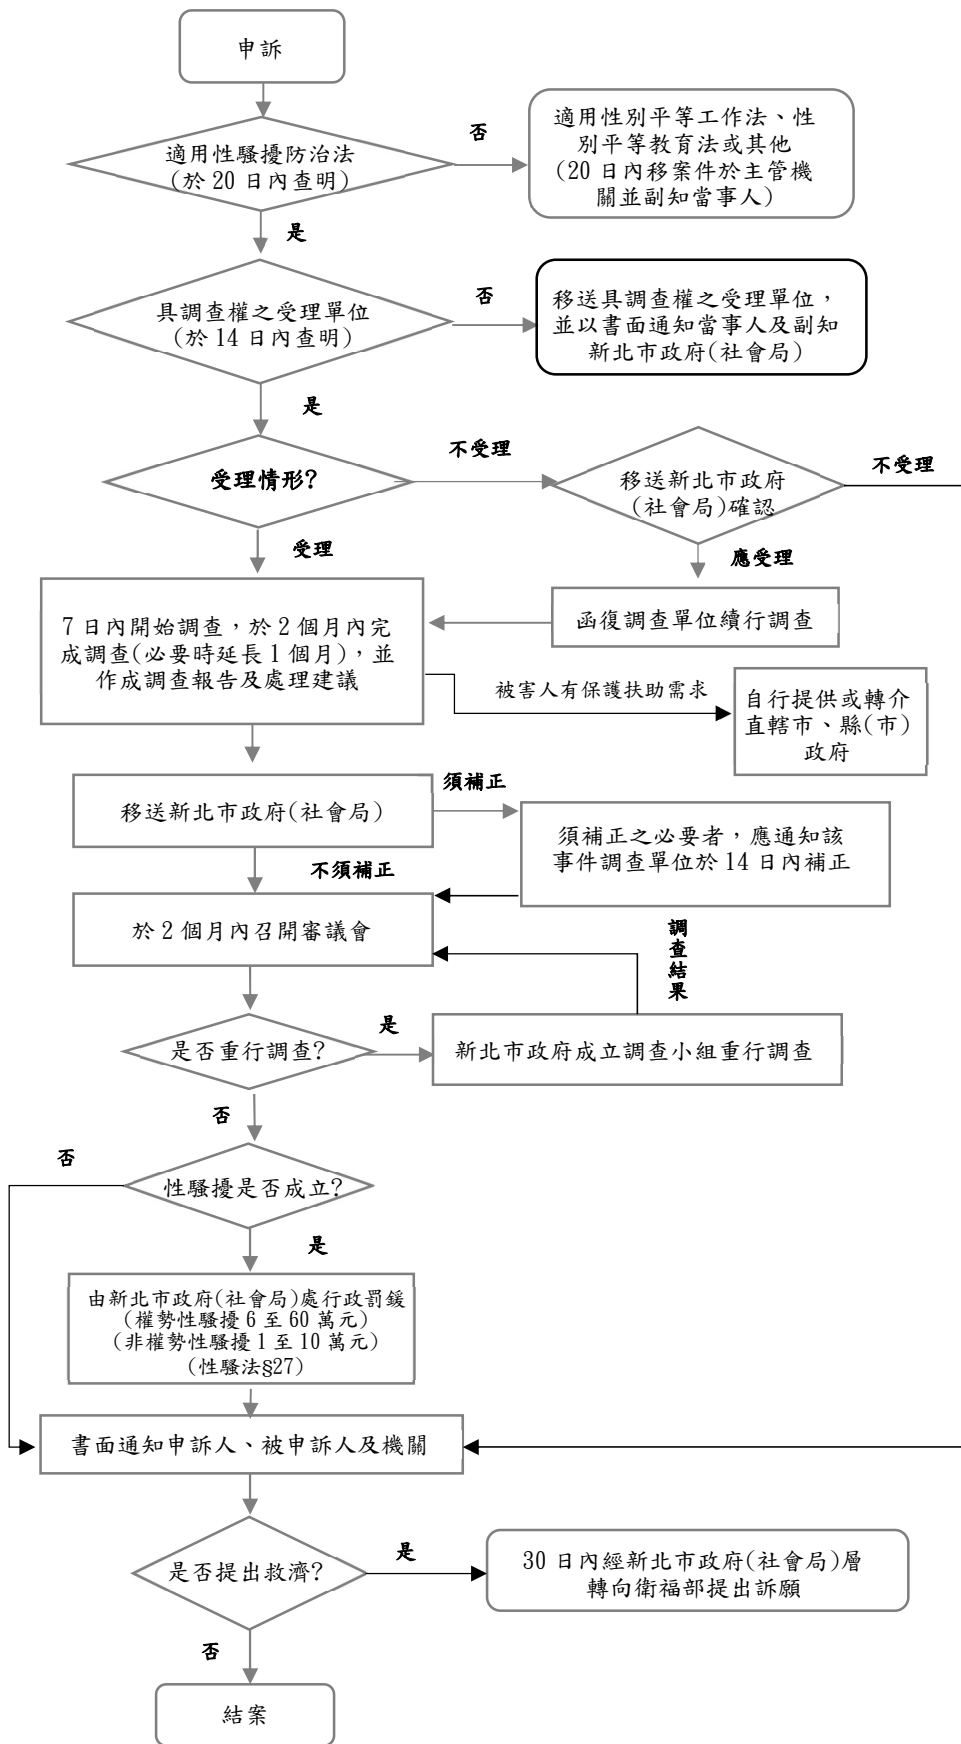 申訴
適用性騷擾防治法
(於 20 日內查明)
否
適用性別平等工作法、性
別平等教育法或其他
(20 日內移案件於主管機
關並副知當事人)
是
具調查權之受理單位
(於 14 日內查明)
否
移送具調查權之受理單位，
並以書面通知當事人及副知
新北市政府(社會局)
是
受理情形?
不受理
移送新北市政府
(社會局)確認
不受理
受理
應受理
7 日內開始調查，於 2 個月內完
成調查(必要時延長 1 個月)，並
作成調查報告及處理建議
函復調查單位續行調查
被害人有保護扶助需求
自行提供或轉介
直轄市、縣(市)
政府
移送新北市政府(社會局)
須補正
須補正之必要者，應通知該
事件調查單位於 14 日內補正
不須補正
於 2 個月內召開審議會
調查結果
是否重行調查?
是
新北市政府成立調查小組重行調查
否
性騷擾是否成立?
否
是
由新北市政府(社會局)處行政罰鍰
(權勢性騷擾 6 至 60 萬元)
(非權勢性騷擾 1 至 10 萬元)
(性騷法§27)
書面通知申訴人、被申訴人及機關
是否提出救濟?
是
30 日內經新北市政府(社會局)層
轉向衛福部提出訴願
否
結案